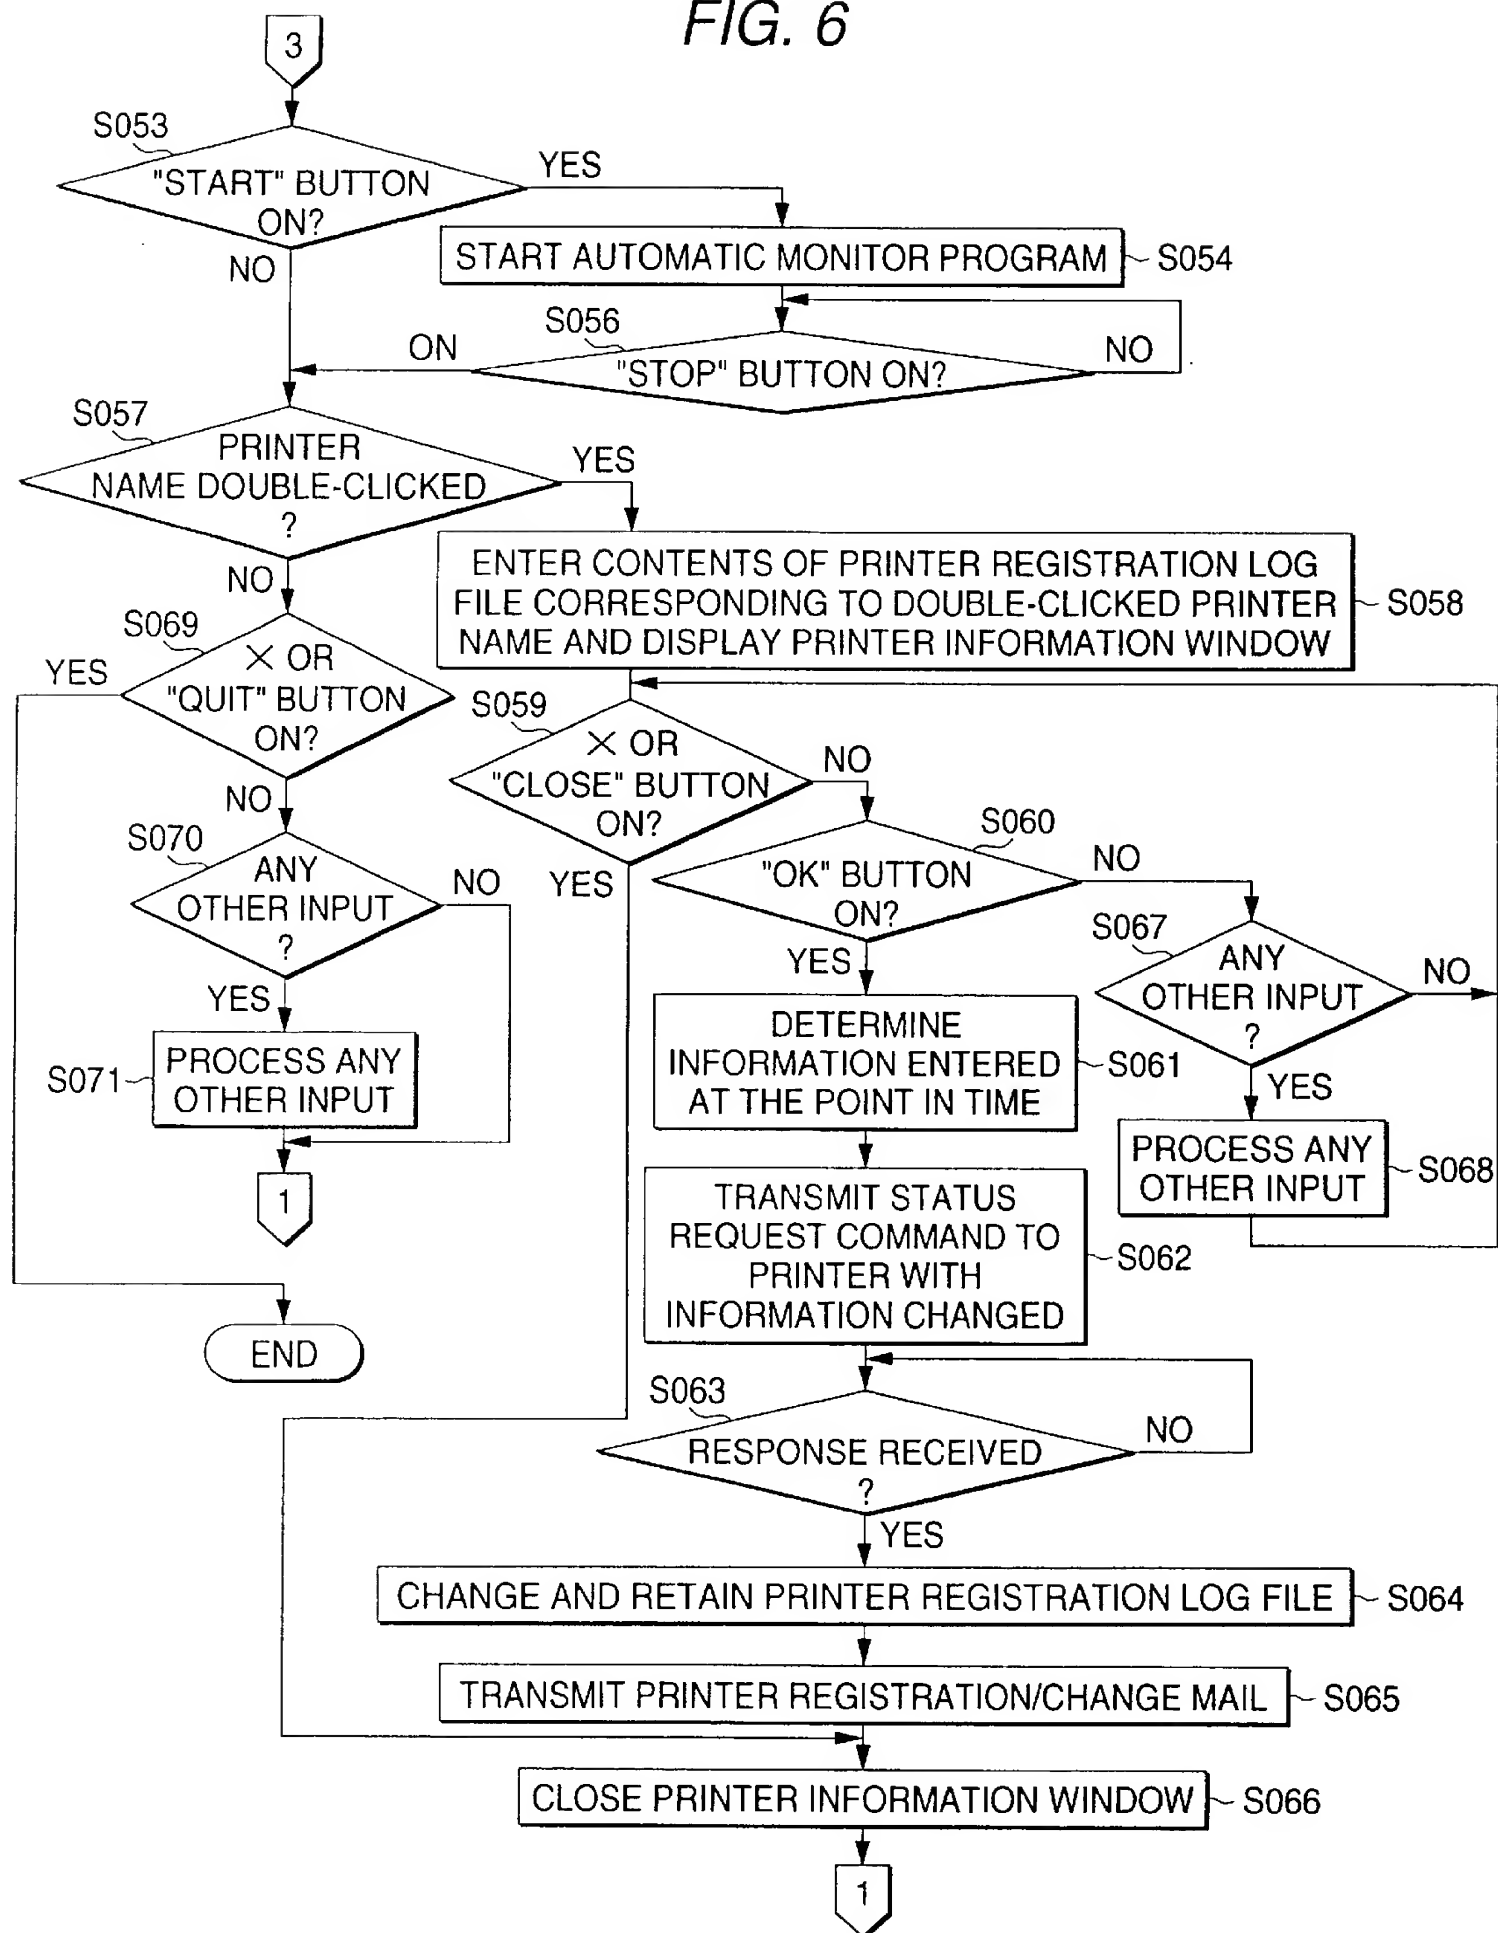 FIG. 6
3
S053
"START" BUTTON
ON?
YES
NO
START AUTOMATIC MONITOR PROGRAM
S054
S056
ON
"STOP" BUTTON ON?
NO
S057
PRINTER
NAME DOUBLE-CLICKED
?
YES
NO
ENTER CONTENTS OF PRINTER REGISTRATION LOG
FILE CORRESPONDING TO DOUBLE-CLICKED PRINTER
NAME AND DISPLAY PRINTER INFORMATION WINDOW
S058
S069
YES
× OR
"QUIT" BUTTON
ON?
NO
S059
× OR
"CLOSE" BUTTON
ON?
NO
YES
S070
ANY
OTHER INPUT
?
NO
YES
S060
"OK" BUTTON
ON?
NO
YES
S067
ANY
OTHER INPUT
?
NO
YES
S071
PROCESS ANY
OTHER INPUT
1
END
DETERMINE
INFORMATION ENTERED
AT THE POINT IN TIME
S061
PROCESS ANY
OTHER INPUT
S068
TRANSMIT STATUS
REQUEST COMMAND TO
PRINTER WITH
INFORMATION CHANGED
S062
S063
RESPONSE RECEIVED
?
NO
YES
CHANGE AND RETAIN PRINTER REGISTRATION LOG FILE
S064
TRANSMIT PRINTER REGISTRATION/CHANGE MAIL
S065
CLOSE PRINTER INFORMATION WINDOW
S066
1